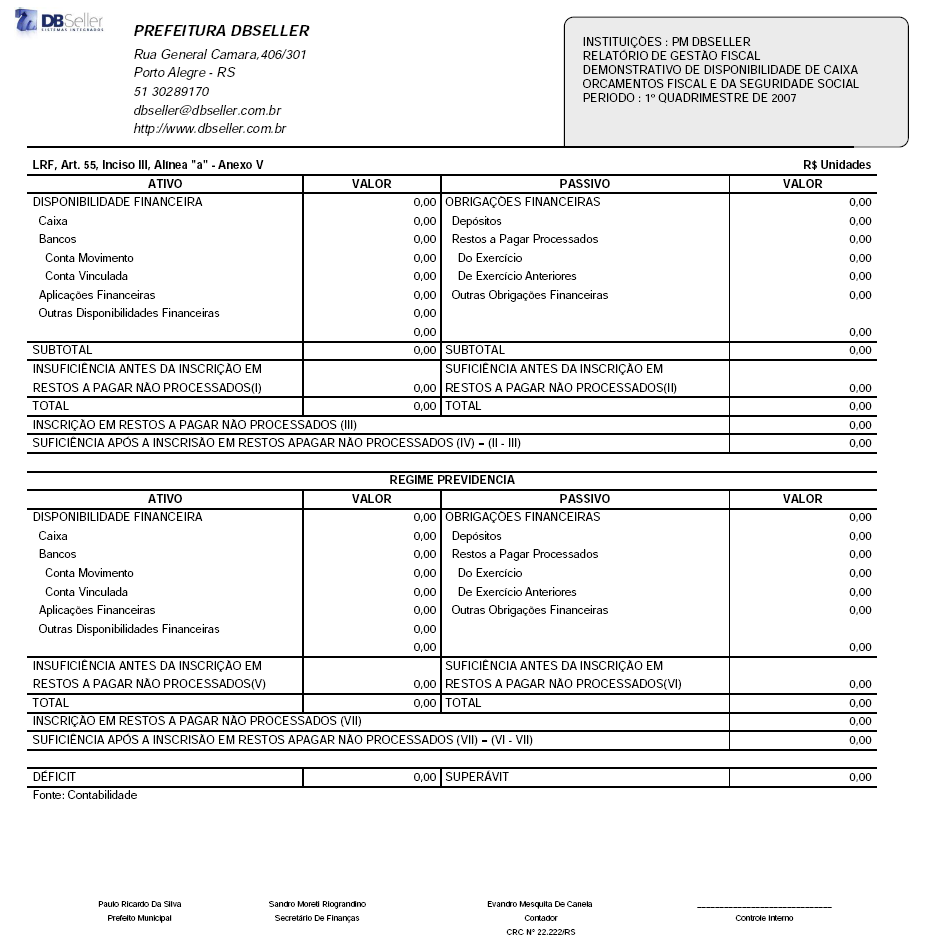 DBSeller
SISTEMAS INTEGRADOS
PREFEITURA DBSELLER
Rua General Camara,406/301
Porto Alegre - RS
51 30289170
dbseller@dbseller.com.br
http://www.dbseller.com.br
INSTITUIÇÕES : PM DBSELLER
RELATÓRIO DE GESTÃO FISCAL
DEMONSTRATIVO DE DISPONIBILIDADE DE CAIXA
ORCAMENTOS FISCAL E DA SEGURIDADE SOCIAL
PERIODO : 1º QUADRIMESTRE DE 2007
LRF, Art. 55, Inciso III, Alínea "a" - Anexo V R$ Unidades
ATIVO VALOR PASSIVO VALOR
DISPONIBILIDADE FINANCEIRA 0,00 OBRIGAÇÕES FINANCEIRAS 0,00
Caixa 0,00 Depósitos 0,00
Bancos 0,00 Restos a Pagar Processados 0,00
Conta Movimento 0,00 Do Exercício 0,00
Conta Vinculada 0,00 De Exercício Anteriores 0,00
Aplicações Financeiras 0,00 Outras Obrigações Financeiras 0,00
Outras Disponibilidades Financeiras 0,00
0,00 0,00
SUBTOTAL 0,00 SUBTOTAL 0,00
INSUFICIÊNCIA ANTES DA INSCRIÇÃO EM SUFICIÊNCIA ANTES DA INSCRIÇÃO EM
RESTOS A PAGAR NÃO PROCESSADOS(I) 0,00 RESTOS A PAGAR NÃO PROCESSADOS(II) 0,00
TOTAL 0,00 TOTAL 0,00
INSCRIÇÃO EM RESTOS A PAGAR NÃO PROCESSADOS (III) 0,00
SUFICIÊNCIA APÓS A INSCRISÃO EM RESTOS APAGAR NÃO PROCESSADOS (IV) = (II - III) 0,00
REGIME PREVIDENCIA
ATIVO VALOR PASSIVO VALOR
DISPONIBILIDADE FINANCEIRA 0,00 OBRIGAÇÕES FINANCEIRAS 0,00
Caixa 0,00 Depósitos 0,00
Bancos 0,00 Restos a Pagar Processados 0,00
Conta Movimento 0,00 Do Exercício 0,00
Conta Vinculada 0,00 De Exercício Anteriores 0,00
Aplicações Financeiras 0,00 Outras Obrigações Financeiras 0,00
Outras Disponibilidades Financeiras 0,00
0,00 0,00
INSUFICIÊNCIA ANTES DA INSCRIÇÃO EM SUFICIÊNCIA ANTES DA INSCRIÇÃO EM
RESTOS A PAGAR NÃO PROCESSADOS(V) 0,00 RESTOS A PAGAR NÃO PROCESSADOS(VI) 0,00
TOTAL 0,00 TOTAL 0,00
INSCRIÇÃO EM RESTOS A PAGAR NÃO PROCESSADOS (VII) 0,00
SUFICIÊNCIA APÓS A INSCRISÃO EM RESTOS APAGAR NÃO PROCESSADOS (VII) = (VI - VII) 0,00
DÉFICIT 0,00 SUPERÁVIT 0,00
Fonte: Contabilidade
Paulo Ricardo Da Silva Sandro Moreti Riograndino Evandro Mesquita De Canela ______________________________
Prefeito Municipal Secretário De Finanças Contador Controle Interno
CRC Nº 22.222/RS